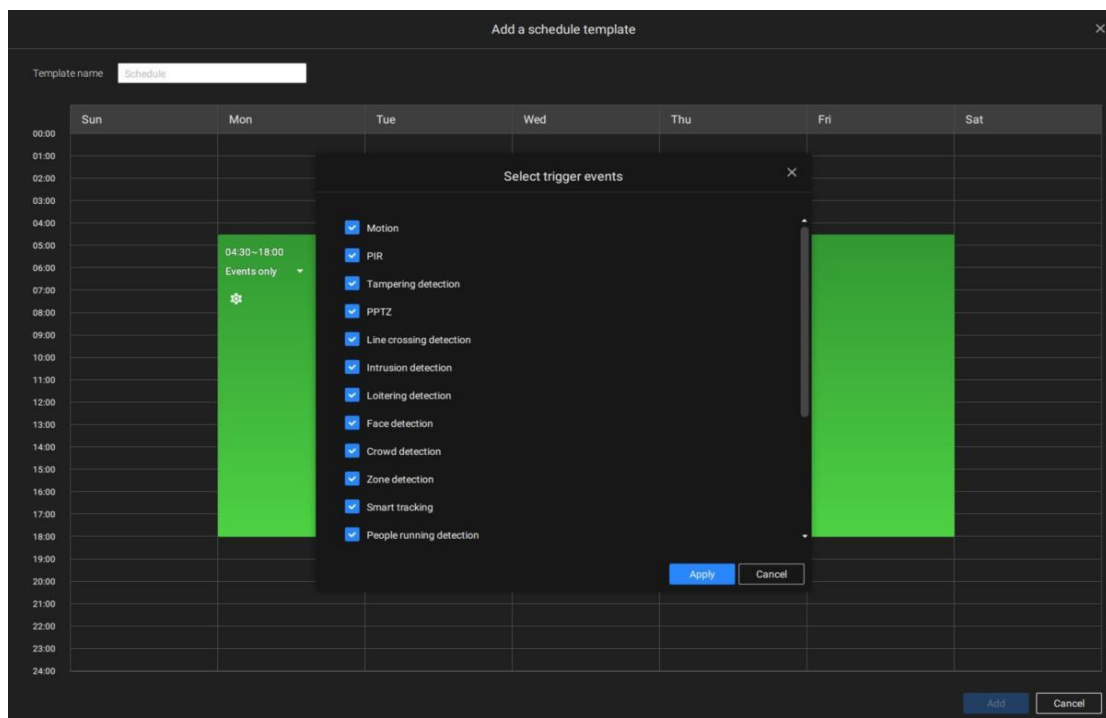 Add a schedule template
Template name Schedule
Sun Mon Tue Wed Thu Fri Sat
00:00
01:00
02:00
03:00
04:00
05:00
06:00
07:00
08:00
09:00
10:00
11:00
12:00
13:00
14:00
15:00
16:00
17:00
18:00
19:00
20:00
21:00
22:00
23:00
24:00
04:30~18:00
Events only
Select trigger events
Motion
PIR
Tampering detection
PPTZ
Line crossing detection
Intrusion detection
Loitering detection
Face detection
Crowd detection
Zone detection
Smart tracking
People running detection
Apply Cancel
Add Cancel